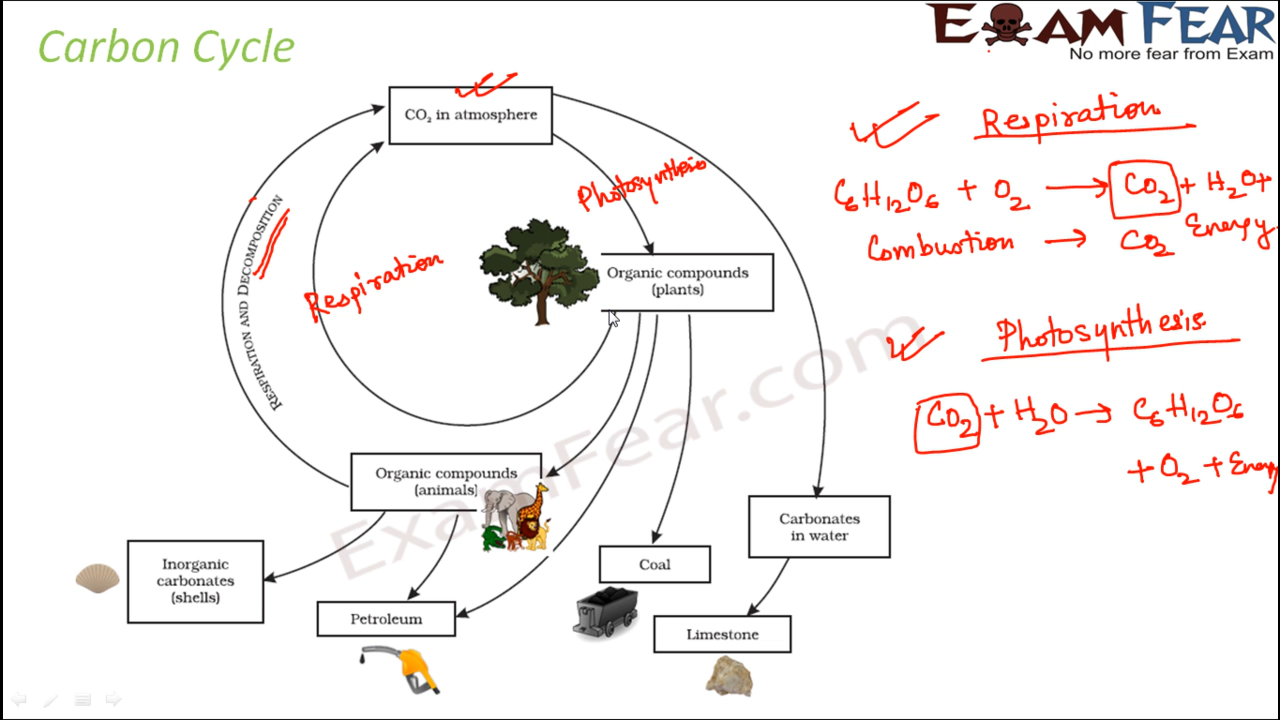 Carbon Cycle
EXAM FEAR
No more fear from Exam
CO₂ in atmosphere
Photosynthesis
RESPIRATION AND DECOMPOSITION
Respiration
Organic compounds
(plants)
Organic compounds
(animals)
Inorganic
carbonates
(shells)
Petroleum
Coal
Carbonates
in water
Limestone
ExamFear.com
Respiration
C₆H₁₂O₆ + O₂ → CO₂ + H₂O +
Energy
Combustion → CO₂
Photosynthesis
CO₂ + H₂O → C₆H₁₂O₆
+ O₂ + Energy